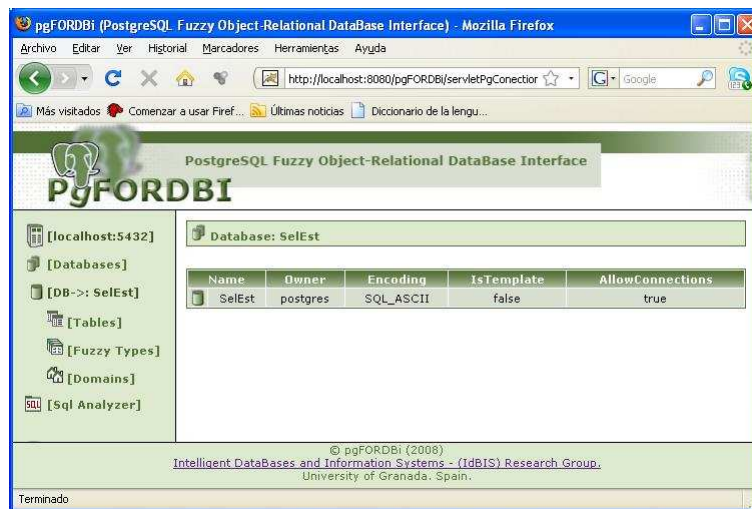 pgFORDBi (PostgreSQL Fuzzy Object-Relational DataBase Interface) - Mozilla Firefox
Archivo Editar Ver Historial Marcadores Herramientas Ayuda
http://localhost:8080/pgFORDBi/servletPgConectior
G Google
Más visitados Comenzar a usar Firef... Últimas noticias Diccionario de la lengu...
PostgreSQL Fuzzy Object-Relational DataBase Interface
PgFORDBI
[localhost:5432]
[Databases]
[DB->: SelEst]
[Tables]
[Fuzzy Types]
[Domains]
SQL [Sql Analyzer]
Database: SelEst
Name Owner Encoding IsTemplate AllowConnections
SelEst postgres SQL_ASCII false true
© pgFORDBi (2008)
Intelligent DataBases and Information Systems - (IdBIS) Research Group.
University of Granada. Spain.
Terminado